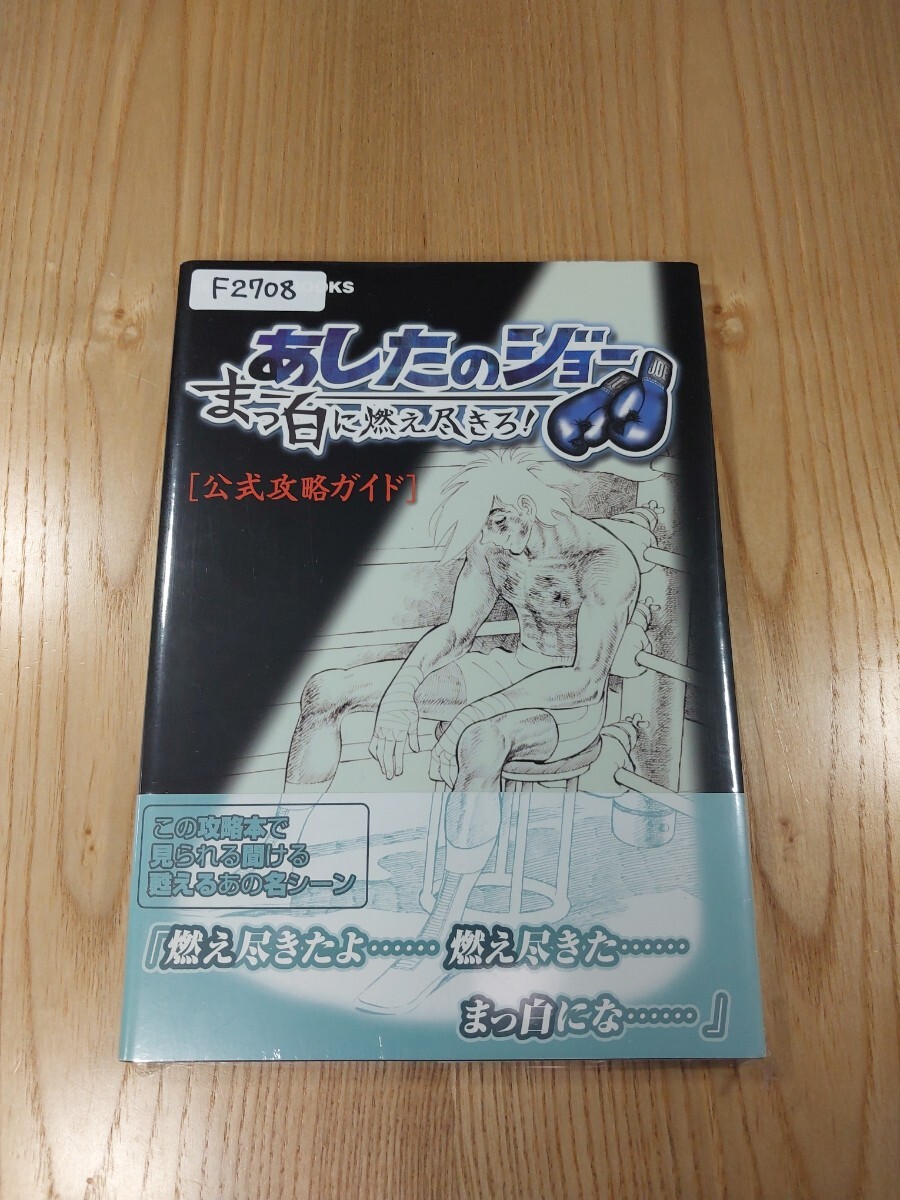 F2708
OKS
あしたのジョー
まっ白に燃え尽きろ!
JOE
[公式攻略ガイド]
この攻略本で
見られる聞ける
甦えるあの名シーン
『燃え尽きたよ…… 燃え尽きた……
まっ白にな……』